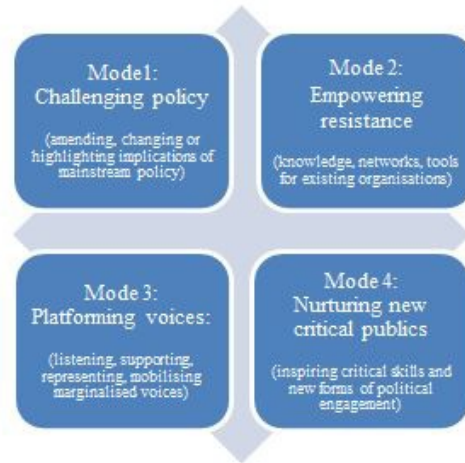 Mode1:
Challenging policy
(amending, changing or
highlighting implications of
mainstream policy)
Mode 2:
Empowering
resistance
(knowledge, networks, tools
for existing organisations)
Mode 3:
Platforming voices:
(listening, supporting,
representing, mobilising
marginalised voices)
Mode 4:
Nurturing new
critical publics
(inspiring critical skills and
new forms of political
engagement)